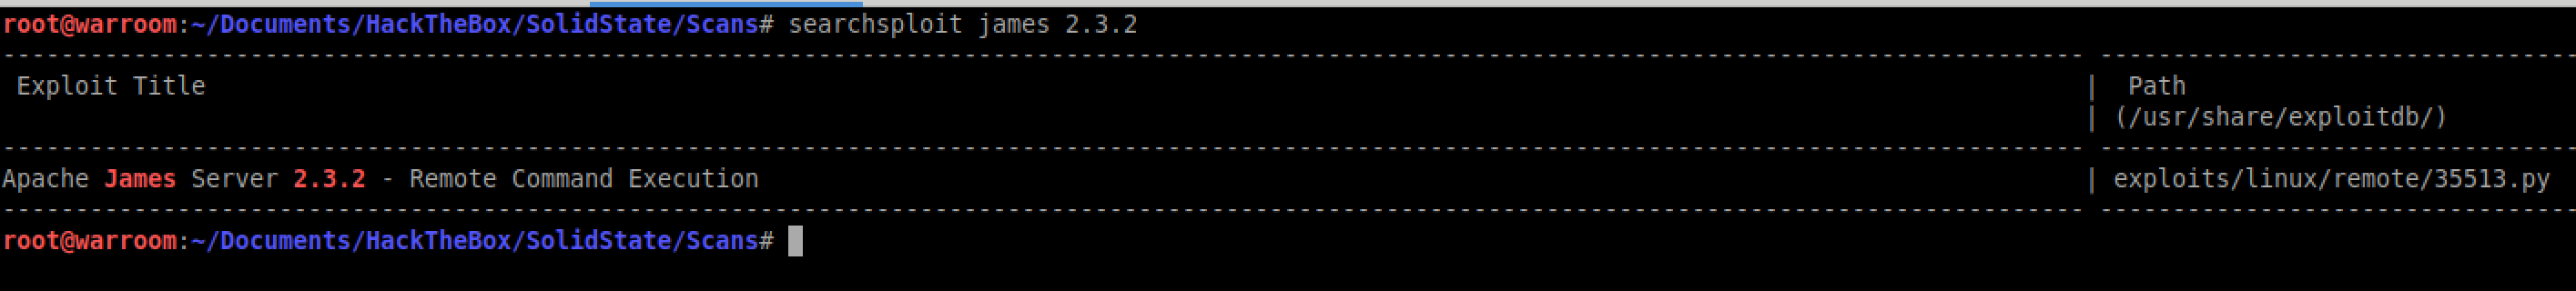 root@warroom:~/Documents/HackTheBox/SolidState/Scans# searchsploit james 2.3.2
--------------------------------------------------------------------------------------------------------------------------------------------- ---------------------------------
Exploit Title | Path
| (/usr/share/exploitdb/)
--------------------------------------------------------------------------------------------------------------------------------------------- ---------------------------------
Apache James Server 2.3.2 - Remote Command Execution | exploits/linux/remote/35513.py
--------------------------------------------------------------------------------------------------------------------------------------------- ---------------------------------
root@warroom:~/Documents/HackTheBox/SolidState/Scans#